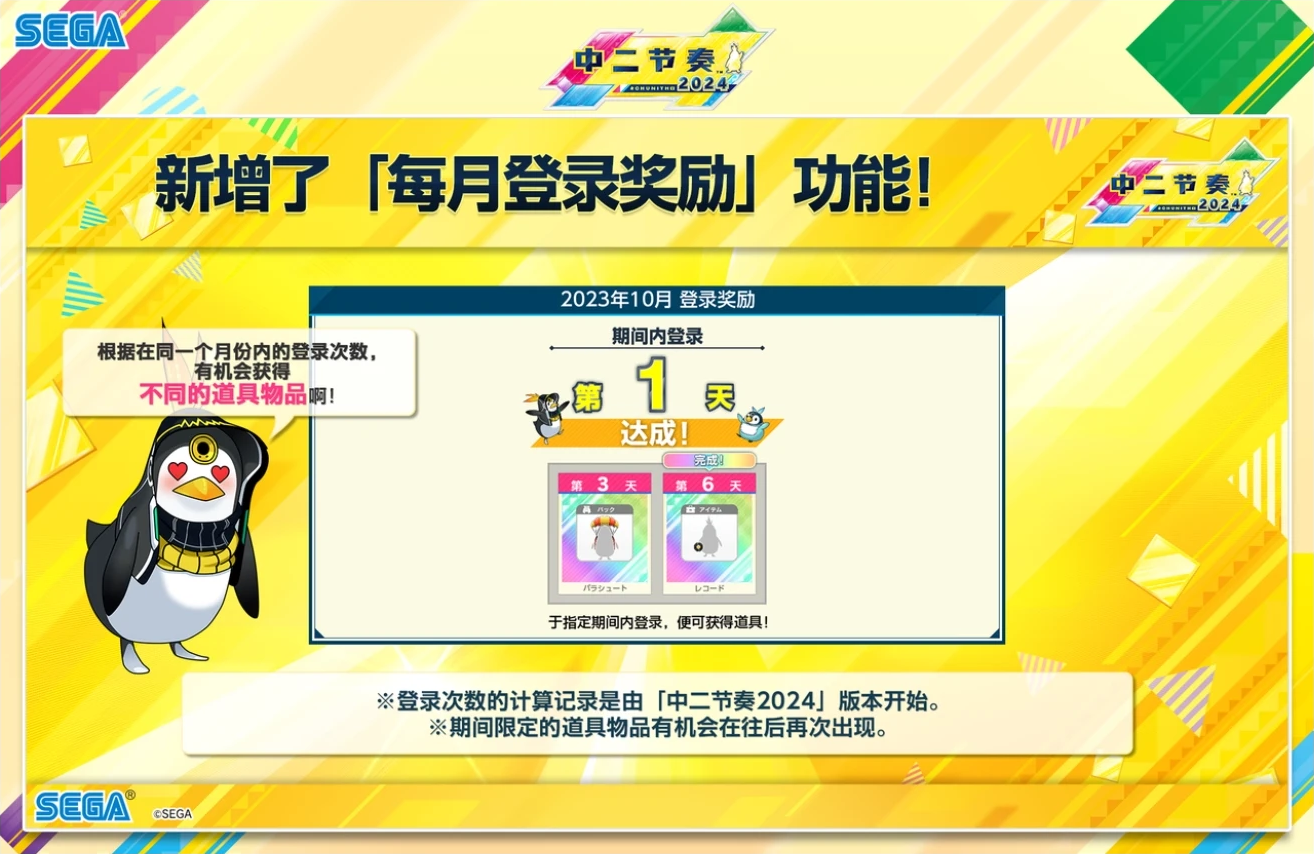 SEGA
中二节奏
CHUNITHM 2024
新增了「每月登录奖励」功能！
中二节奏
CHUNITHM 2024
2023年10月 登录奖励
期间内登录
第 1 天
达成！
完成！
第 3 天
第 6 天
パック
アイテム
パラシュート
レコード
于指定期间内登录，便可获得道具！
根据在同一个月份内的登录次数，
有机会获得
不同的道具物品啊！
※登录次数的计算记录是由「中二节奏2024」版本开始。
※期间限定的道具物品有机会在往后再次出现。
SEGA®
©SEGA